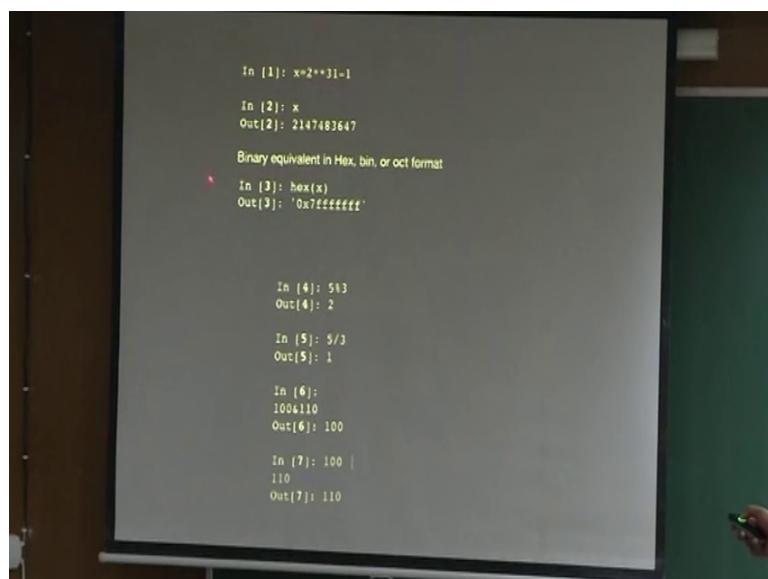 In [1]: x=2**31-1
In [2]: x
Out[2]: 2147483647
Binary equivalent in Hex, bin, or oct format
In [3]: hex(x)
Out[3]: '0x7fffffff'
In [4]: 5%3
Out[4]: 2
In [5]: 5/3
Out[5]: 1
In [6]:
100&110
Out[6]: 100
In [7]: 100 |
110
Out[7]: 110